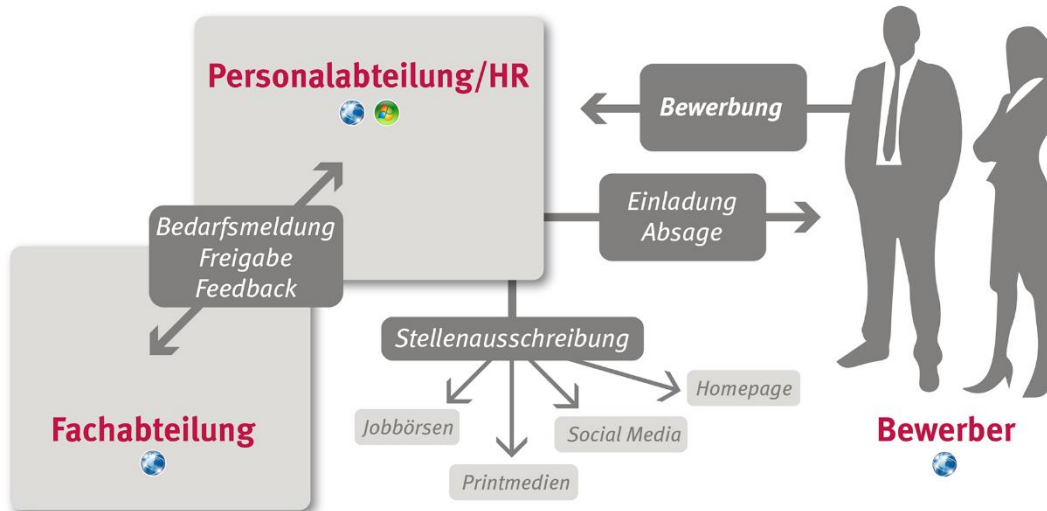 Personalabteilung/HR
Bewerbung
Einladung
Absage
Bedarfsmeldung
Freigabe
Feedback
Stellenausschreibung
Homepage
Jobbörsen
Social Media
Printmedien
Fachabteilung
Bewerber